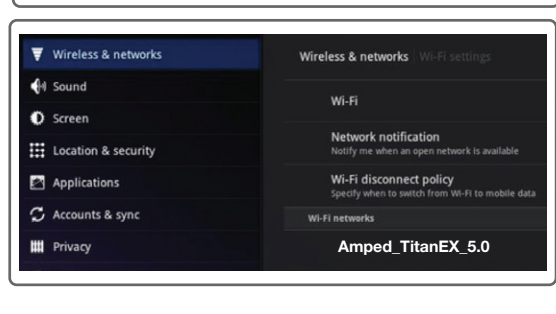 Wireless & networks
Sound
Screen
Location & security
Applications
Accounts & sync
Privacy
Wireless & networks Wi-Fi settings
Wi-Fi
Network notification
Notify me when an open network is available
Wi-Fi disconnect policy
Specify when to switch from Wi-Fi to mobile data
Wi-Fi networks
Amped_TitanEX_5.0